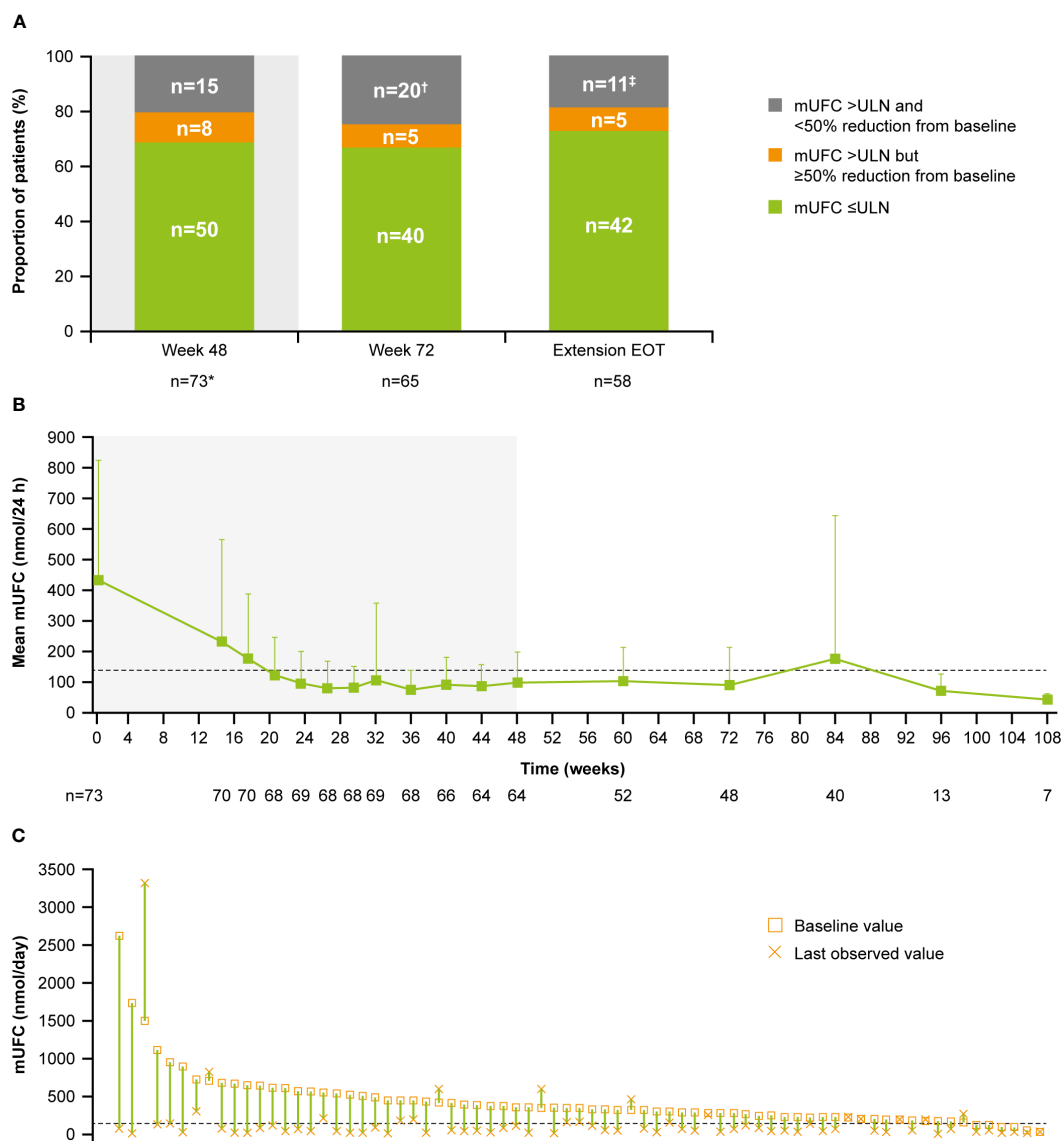 A
Proportion of patients (%)
100
80
60
40
20
0
n=15
n=8
n=50
n=20†
n=5
n=40
n=11‡
n=5
n=42
mUFC >ULN and
<50% reduction from baseline
mUFC >ULN but
≥50% reduction from baseline
mUFC ≤ULN
Week 48
Week 72
Extension EOT
n=73*
n=65
n=58
B
Mean mUFC (nmol/24 h)
900
800
700
600
500
400
300
200
100
0
0 4 8 12 16 20 24 28 32 36 40 44 48 52 56 60 64 68 72 76 80 84 88 92 96 100 104 108
Time (weeks)
n=73 70 70 68 69 68 68 69 68 66 64 64 52 48 40 13 7
C
mUFC (nmol/day)
3500
3000
2500
2000
1500
1000
500
0
Baseline value
Last observed value